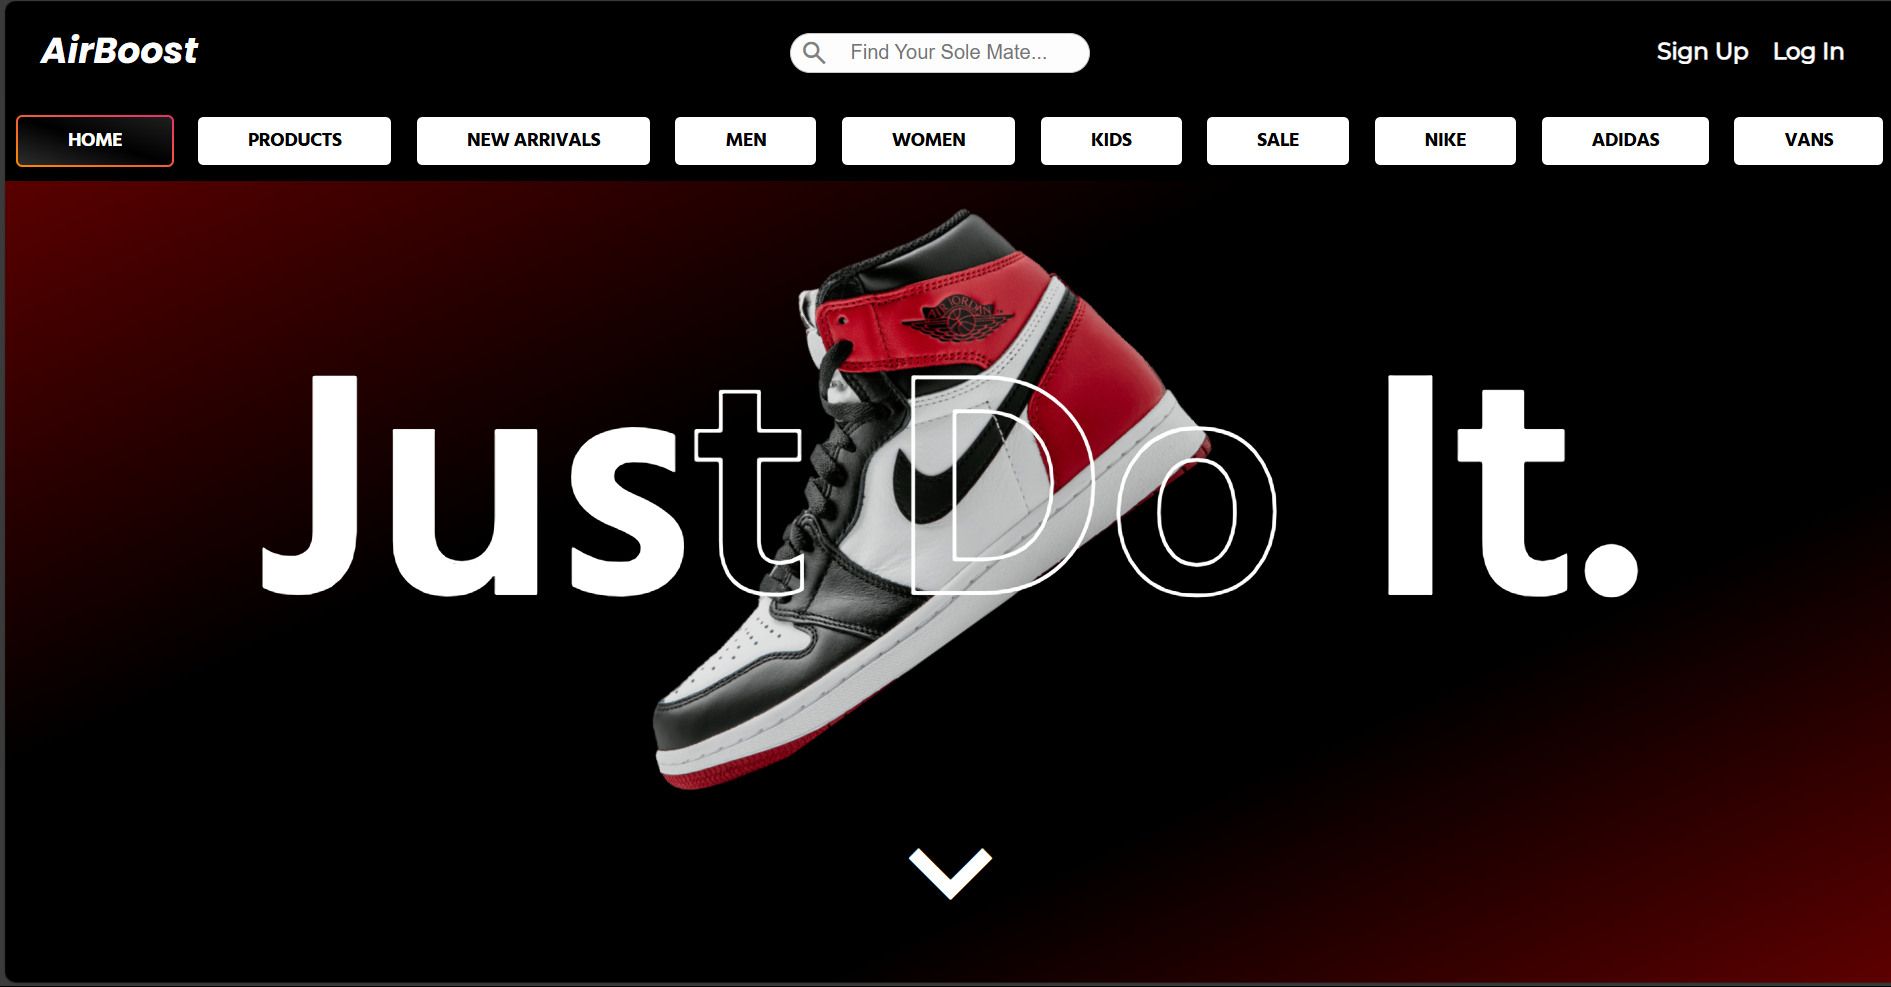 AirBoost
Find Your Sole Mate...
Sign Up
Log In
HOME
PRODUCTS
NEW ARRIVALS
MEN
WOMEN
KIDS
SALE
NIKE
ADIDAS
VANS
AIR JORDAN
Just Do It.